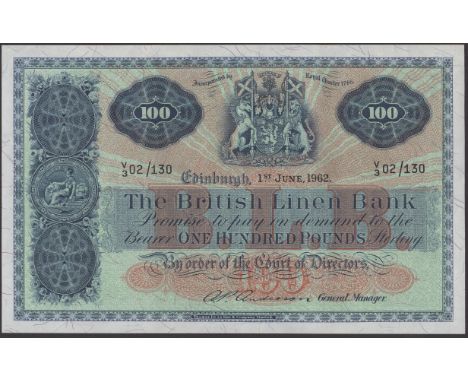 Incorporated by Royal Charter 1746.
100 100
V/3 02/130 V/3 02/130
Edinburgh, 1ST JUNE, 1962.
The British Linen Bank
Promise to pay on demand to the
Bearer ONE HUNDRED POUNDS Sterling
By order of the Court of Directors,
100
General Manager.